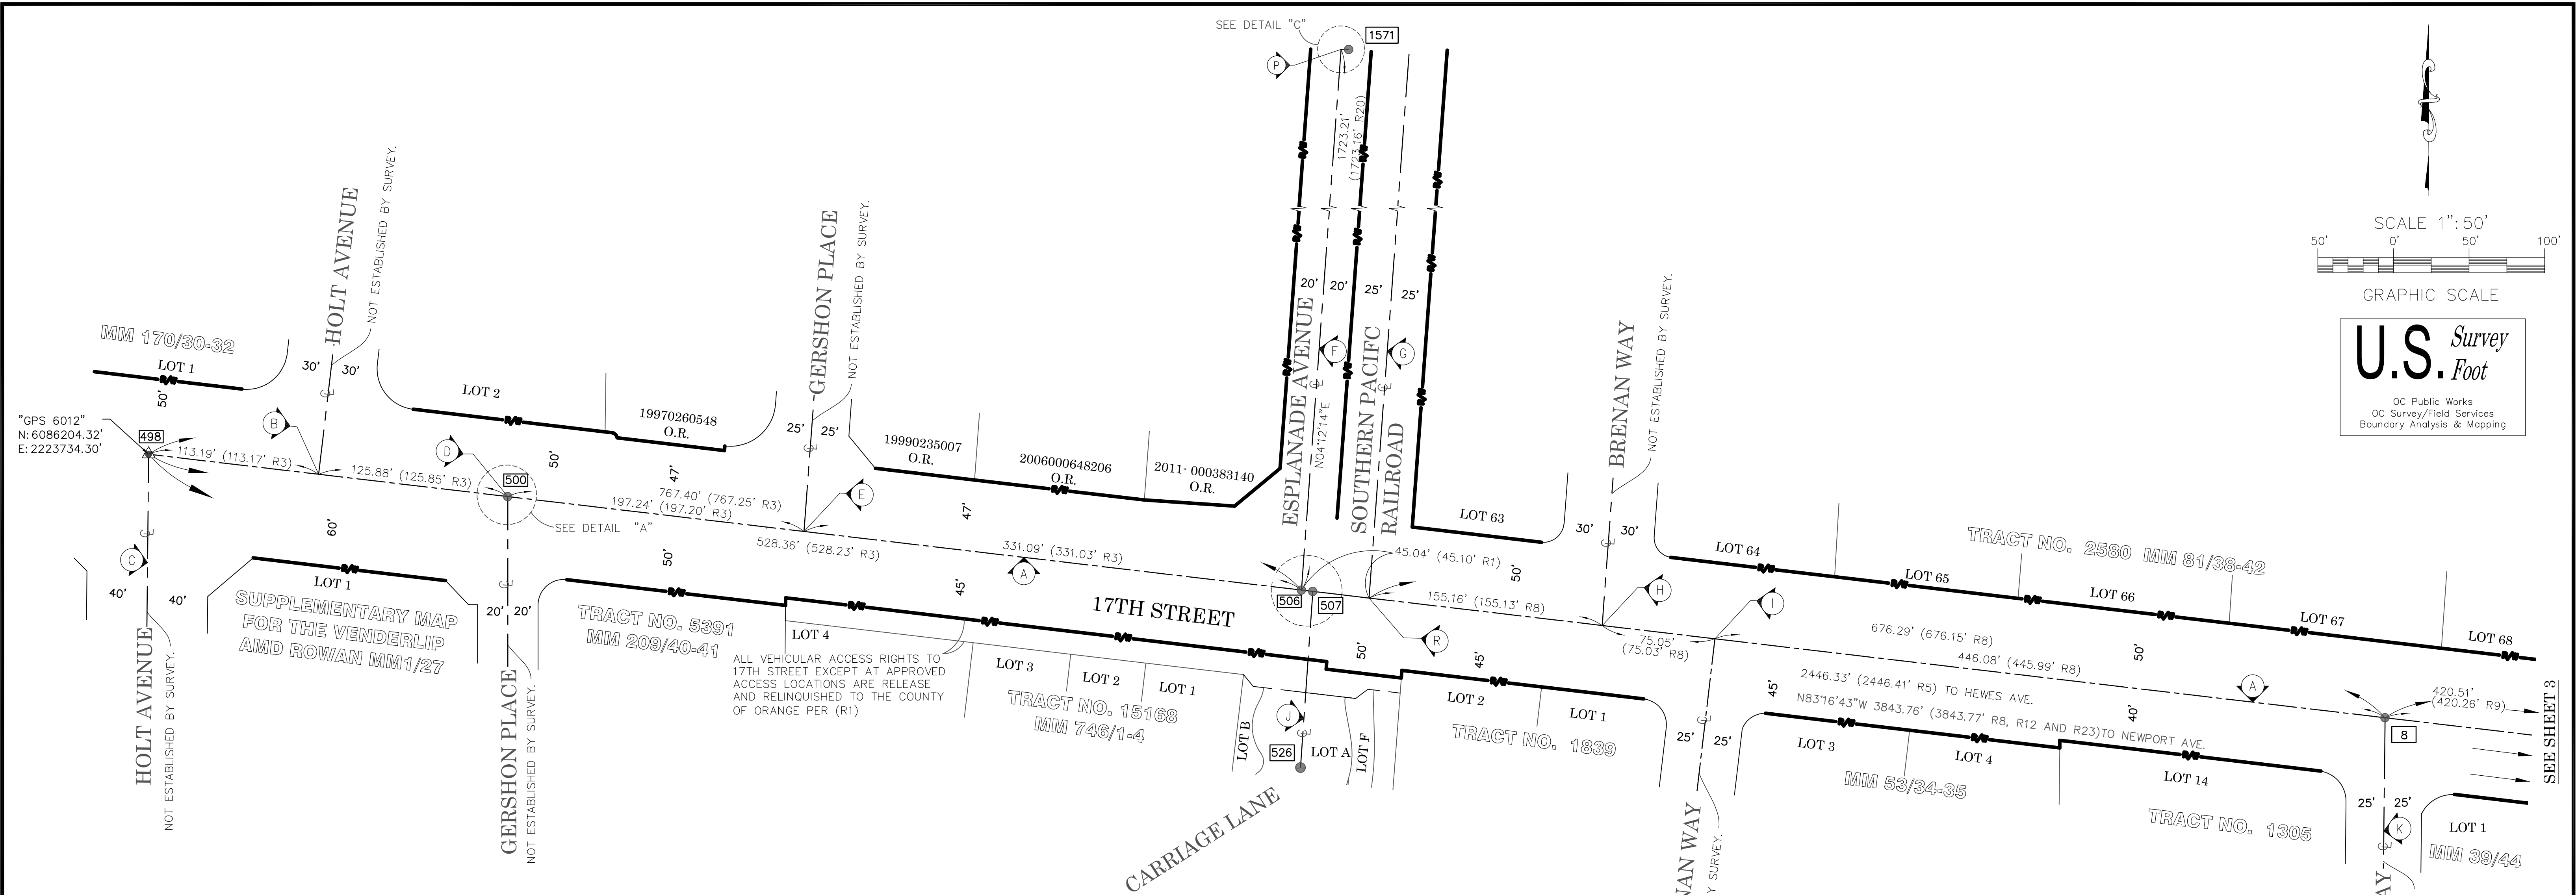 SEE DETAIL "C"
1571
P
1723.21'
(1723.16' R20)
SCALE 1":50'
50' 0' 50' 100'
GRAPHIC SCALE
U.S. Survey
Foot
OC Public Works
OC Survey/Field Services
Boundary Analysis & Mapping
MM 170/30-32
LOT 1
50'
"GPS 6012"
N: 6086204.32'
E: 2223734.30'
498
HOLT AVENUE
NOT ESTABLISHED BY SURVEY.
30' 30'
B
LOT 2
19970260548
O.R.
D
500
SEE DETAIL "A"
50'
47'
GERSHON PLACE
NOT ESTABLISHED BY SURVEY.
25' 25'
E
19990235007
O.R.
2006000648206
O.R.
2011- 000383140
O.R.
47'
20' 20' 25' 25'
ESPLANADE AVENUE
F
N04°12'14"E
SOUTHERN PACIFC
RAILROAD
G
LOT 63
BRENAN WAY
NOT ESTABLISHED BY SURVEY.
30' 30'
LOT 64
TRACT NO. 2580 MM 81/38-42
LOT 65
LOT 66
LOT 67
LOT 68
113.19' (113.17' R3)
125.88' (125.85' R3)
767.40' (767.25' R3)
197.24' (197.20' R3)
528.36' (528.23' R3)
331.09' (331.03' R3)
A
45.04' (45.10' R1)
50'
506
507
R
155.16' (155.13' R8)
H
I
75.05'
(75.03' R8)
676.29' (676.15' R8)
446.08' (445.99' R8)
2446.33' (2446.41' R5) TO HEWES AVE.
N83°16'43"W 3843.76' (3843.77' R8, R12 AND R23)TO NEWPORT AVE.
50'
A
40'
420.51'
(420.26' R9)
8
SEE SHEET 3
C
40' 40'
HOLT AVENUE
NOT ESTABLISHED BY SURVEY.
60'
LOT 1
SUPPLEMENTARY MAP
FOR THE VENDERLIP
AMD ROWAN MM1/27
20' 20'
GERSHON PLACE
NOT ESTABLISHED BY SURVEY.
50'
TRACT NO. 5391
MM 209/40-41
45'
17TH STREET
LOT 4
ALL VEHICULAR ACCESS RIGHTS TO
17TH STREET EXCEPT AT APPROVED
ACCESS LOCATIONS ARE RELEASE
AND RELINQUISHED TO THE COUNTY
OF ORANGE PER (R1)
LOT 3
LOT 2
LOT 1
TRACT NO. 15168
MM 746/1-4
LOT B
J
526
LOT A
LOT F
CARRIAGE LANE
50'
45'
LOT 2
LOT 1
TRACT NO. 1839
25' 25'
NAN WAY
Y SURVEY.
45'
LOT 3
LOT 4
MM 53/34-35
LOT 14
TRACT NO. 1305
25' 25'
K
AY
LOT 1
MM 39/44